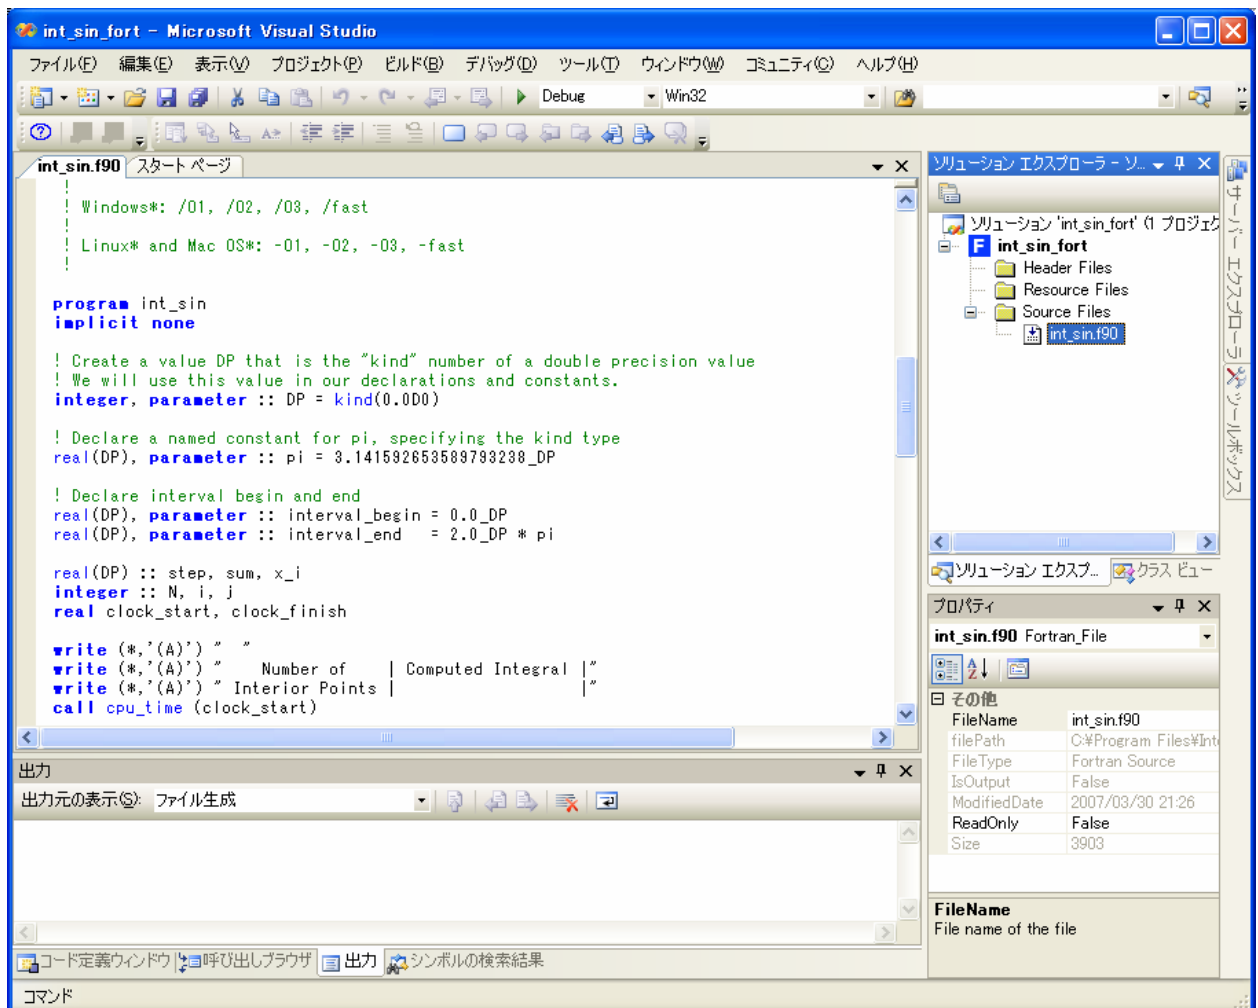 int_sin_fort - Microsoft Visual Studio
ファイル(F) 編集(E) 表示(V) プロジェクト(P) ビルド(B) デバッグ(D) ツール(T) ウィンドウ(W) コミュニティ(C) ヘルプ(H)
Debug Win32
int_sin.f90 スタート ページ
!
! Windows*: /O1, /O2, /O3, /fast
!
! Linux* and Mac OS*: -O1, -O2, -O3, -fast
!
program int_sin
implicit none
! Create a value DP that is the "kind" number of a double precision value
! We will use this value in our declarations and constants.
integer, parameter :: DP = kind(0.0D0)
! Declare a named constant for pi, specifying the kind type
real(DP), parameter :: pi = 3.141592653589793238_DP
! Declare interval begin and end
real(DP), parameter :: interval_begin = 0.0_DP
real(DP), parameter :: interval_end   = 2.0_DP * pi
real(DP) :: step, sum, x_i
integer :: N, i, j
real clock_start, clock_finish
write (*,'(A)') "  "
write (*,'(A)') "    Number of    | Computed Integral |"
write (*,'(A)') " Interior Points |                   |"
call cpu_time (clock_start)
出力
出力元の表示(S): ファイル生成
コード定義ウィンドウ 呼び出しブラウザ 出力 シンボルの検索結果
コマンド
ソリューション エクスプローラ - ソ...
ソリューション 'int_sin_fort' (1 プロジェク
int_sin_fort
Header Files
Resource Files
Source Files
int_sin.f90
ソリューション エクスプ... クラス ビュー
プロパティ
int_sin.f90 Fortran_File
その他
FileName int_sin.f90
filePath C:¥Program Files¥Int
FileType Fortran Source
IsOutput False
ModifiedDate 2007/03/30 21:26
ReadOnly False
Size 3903
FileName
File name of the file
サーバー エクスプローラ
ツールボックス